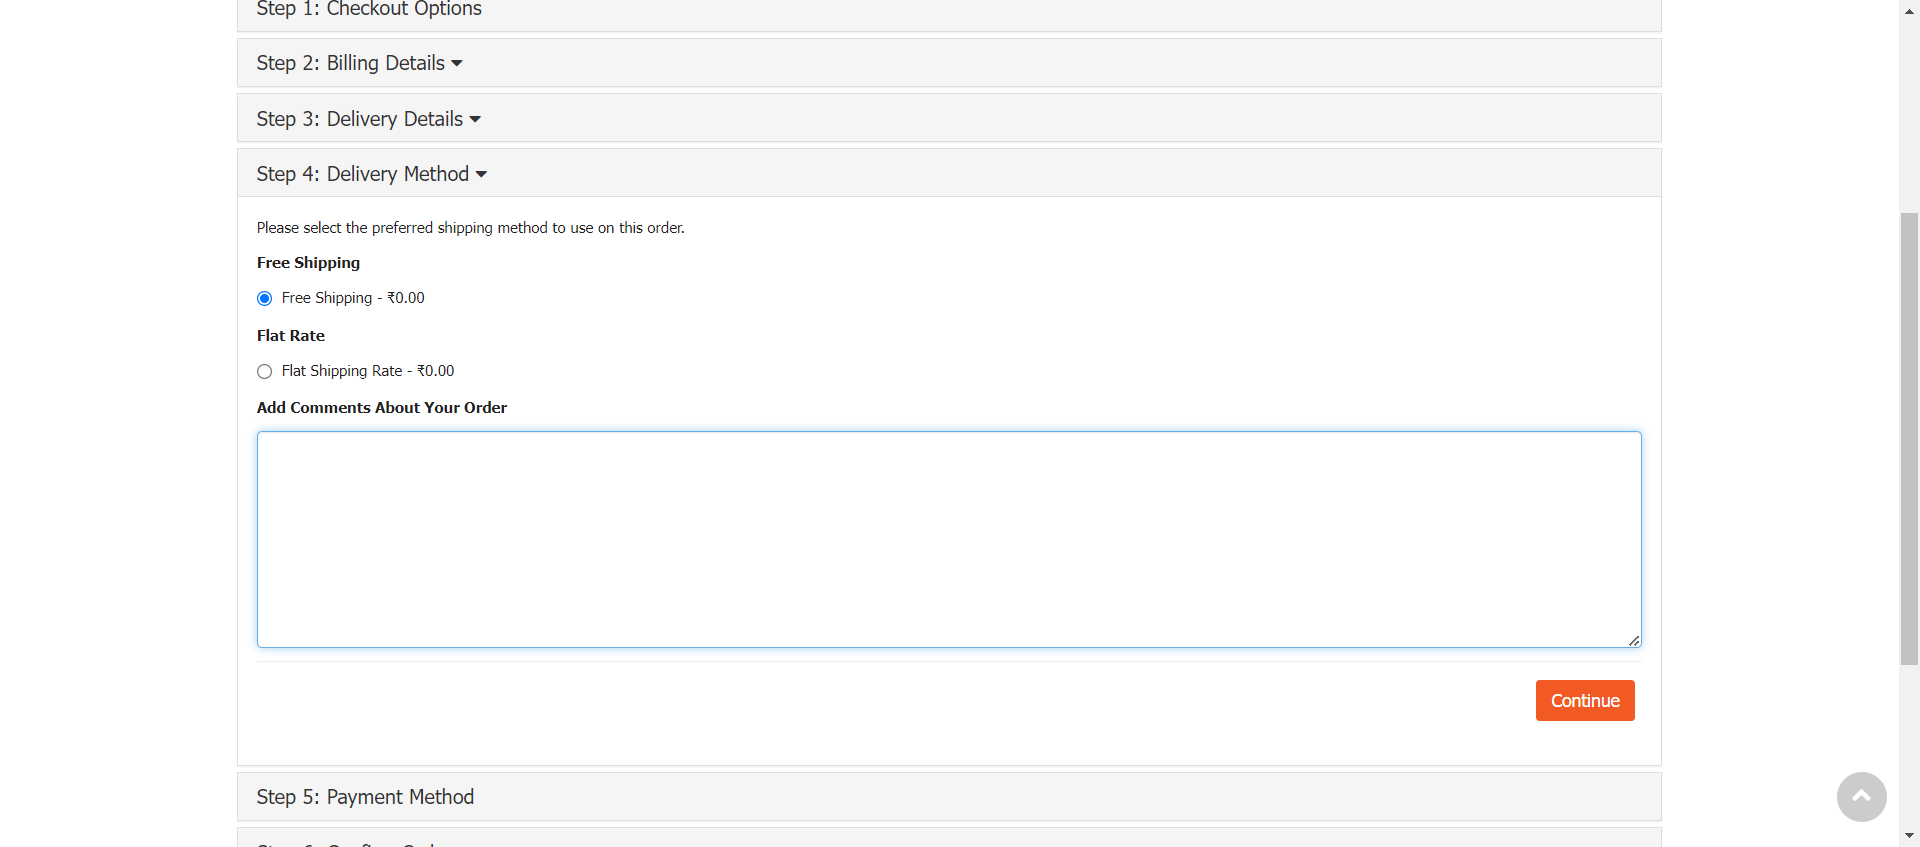 Step 1: Checkout Options
Step 2: Billing Details
Step 3: Delivery Details
Step 4: Delivery Method
Please select the preferred shipping method to use on this order.
Free Shipping
Free Shipping - ₹0.00
Flat Rate
Flat Shipping Rate - ₹0.00
Add Comments About Your Order
Continue
Step 5: Payment Method